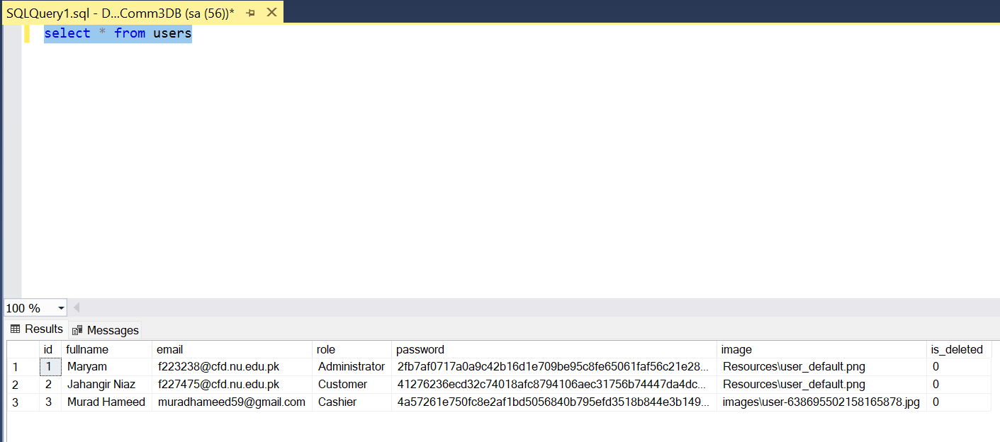 SQLQuery1.sql - D...Comm3DB (sa (56))*
select * from users
100 %
Results Messages
id fullname email role password image is_deleted
1 1 Maryam f223238@cfd.nu.edu.pk Administrator 2fb7af0717a0a9c42b16d1e709be95c8fe65061faf56c21e28... Resources\user_default.png 0
2 2 Jahangir Niaz f227475@cfd.nu.edu.pk Customer 41276236ecd32c74018afc8794106aec31756b74447da4dc... Resources\user_default.png 0
3 3 Murad Hameed muradhameed59@gmail.com Cashier 4a57261e750fc8e2af1bd5056840b795efd3518b844e3b149... images\user-638695502158165878.jpg 0